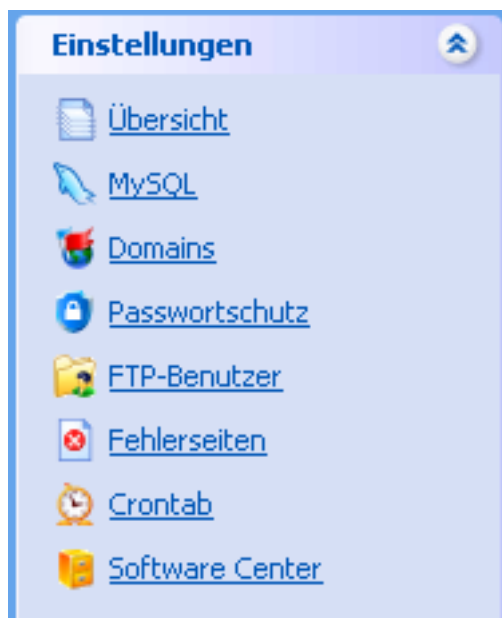 Einstellungen
Übersicht
MySQL
Domains
Passwortschutz
FTP-Benutzer
Fehlerseiten
Crontab
Software Center